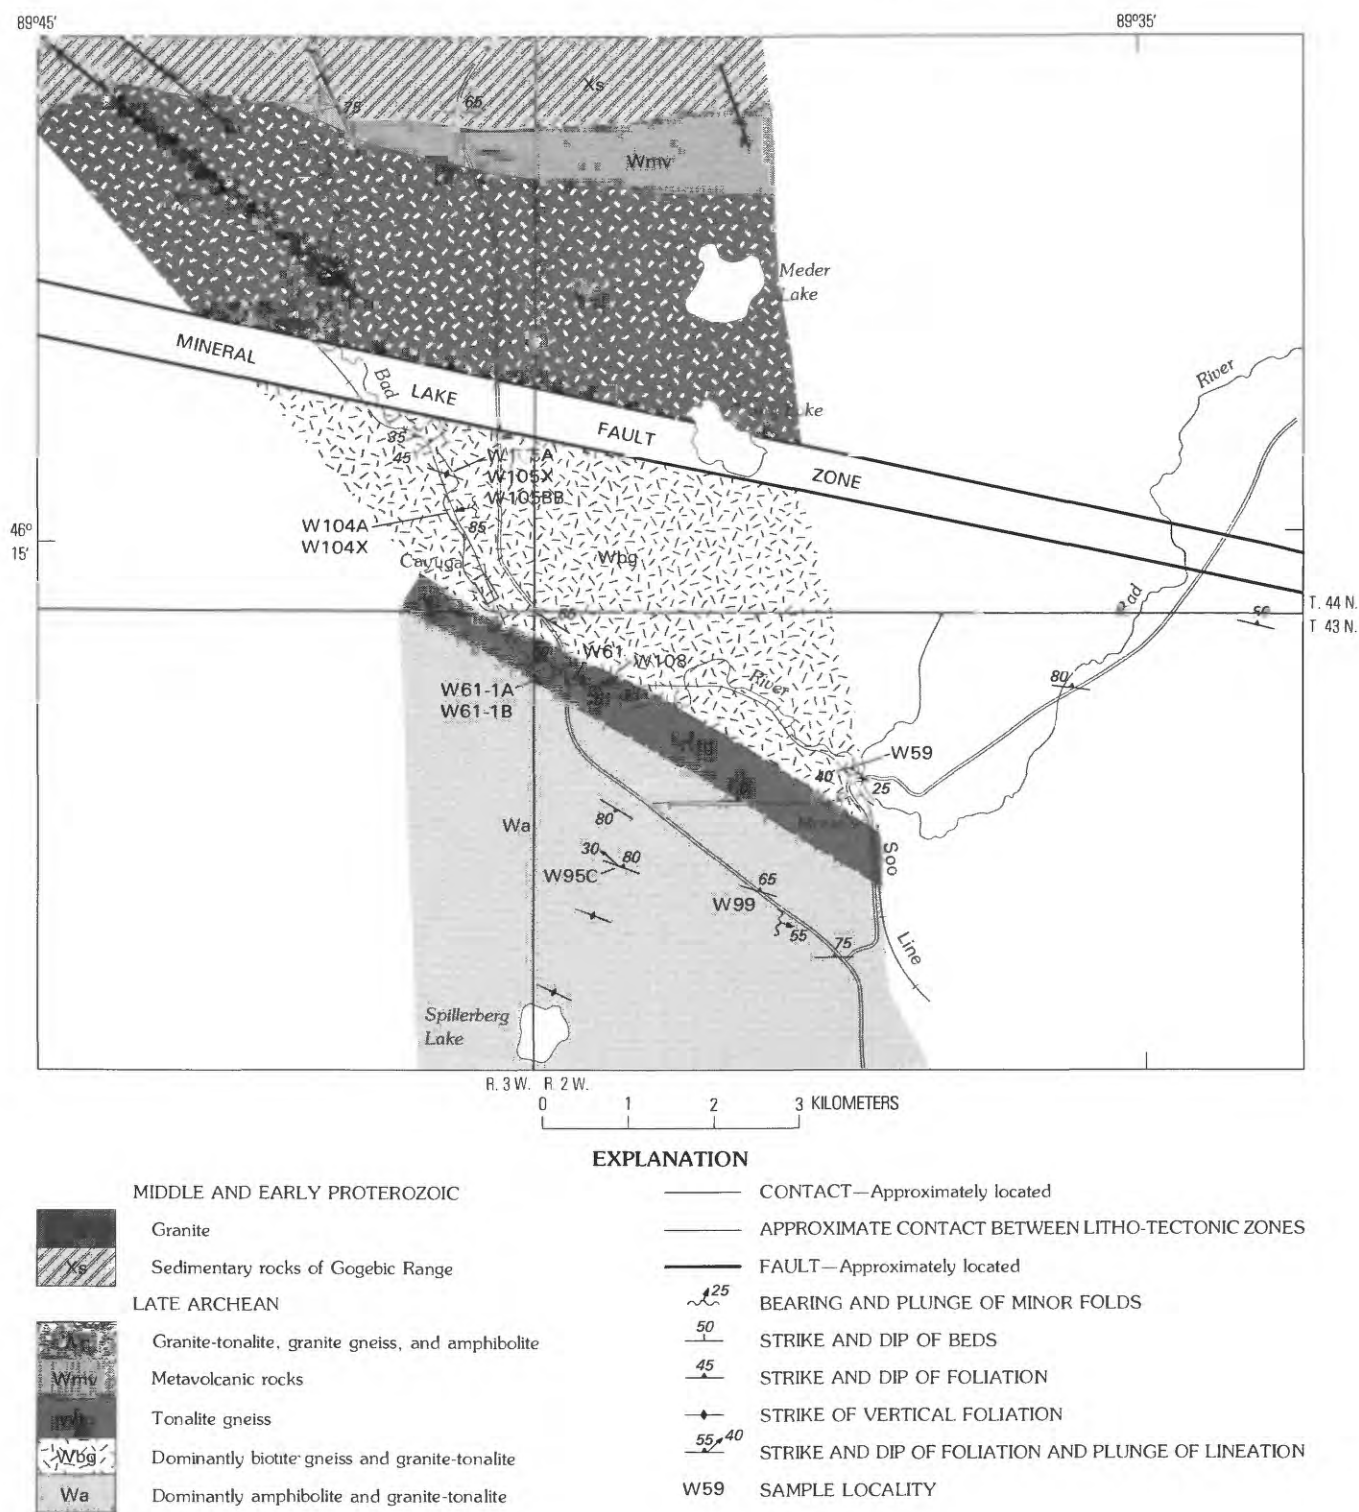 89°45'
89°35'
75
65
Xs
Wmv
Meder
Lake
MINERAL
LAKE
FAULT
ZONE
Bad
River
35
45
W105X
W105BB
W104A
W104X
85
46°
15'
Cayuga
Wbg
T. 44 N.
T 43 N.
W61
W108
W61-1A
W61-1B
River
80
W59
40
25
Wa
80
30
80
W95C
65
W99
55
75
Soo
Line
Spillerberg
Lake
R. 3 W. R. 2 W.
0 1 2 3 KILOMETERS
EXPLANATION
MIDDLE AND EARLY PROTEROZOIC
Granite
Xs Sedimentary rocks of Gogebic Range
LATE ARCHEAN
Granite-tonalite, granite gneiss, and amphibolite
Wmv Metavolcanic rocks
Tonalite gneiss
Wbg Dominantly biotite gneiss and granite-tonalite
Wa Dominantly amphibolite and granite-tonalite
CONTACT—Approximately located
APPROXIMATE CONTACT BETWEEN LITHO-TECTONIC ZONES
FAULT—Approximately located
25 BEARING AND PLUNGE OF MINOR FOLDS
50 STRIKE AND DIP OF BEDS
45 STRIKE AND DIP OF FOLIATION
STRIKE OF VERTICAL FOLIATION
55 40 STRIKE AND DIP OF FOLIATION AND PLUNGE OF LINEATION
W59 SAMPLE LOCALITY